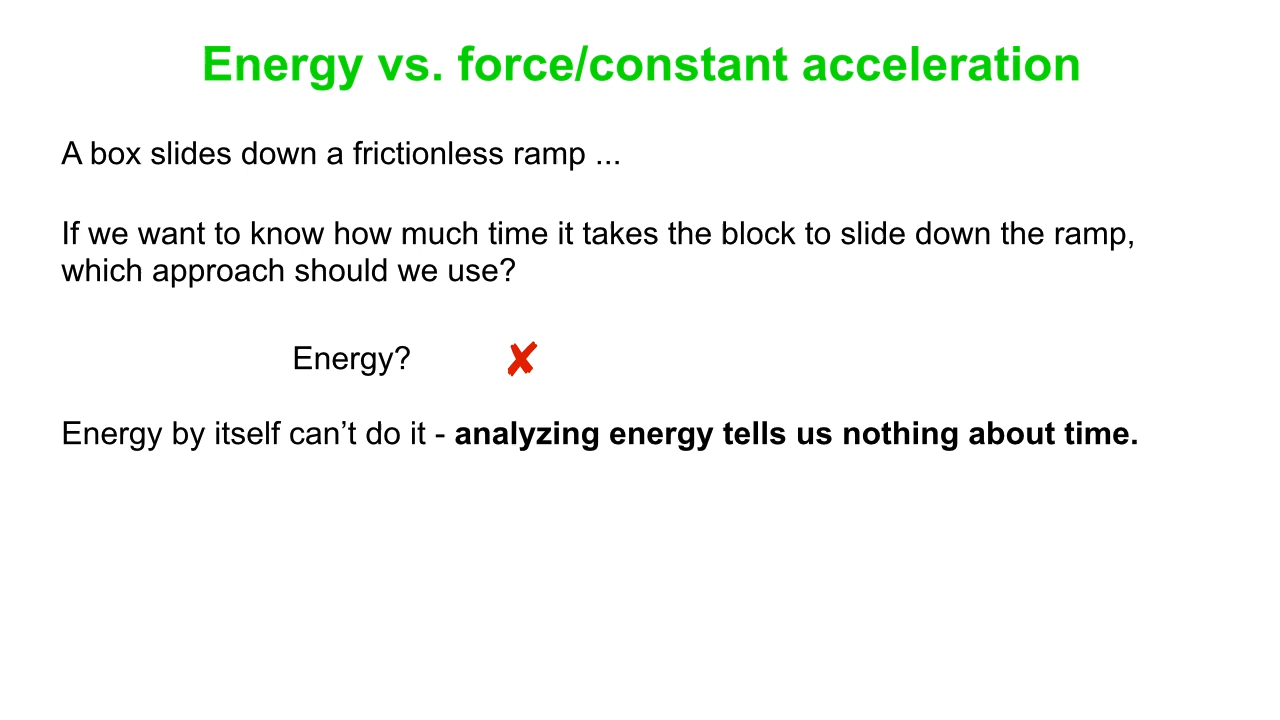 Energy vs. force/constant acceleration
A box slides down a frictionless ramp ...
If we want to know how much time it takes the block to slide down the ramp,
which approach should we use?
Energy? ✘
Energy by itself can’t do it - analyzing energy tells us nothing about time.